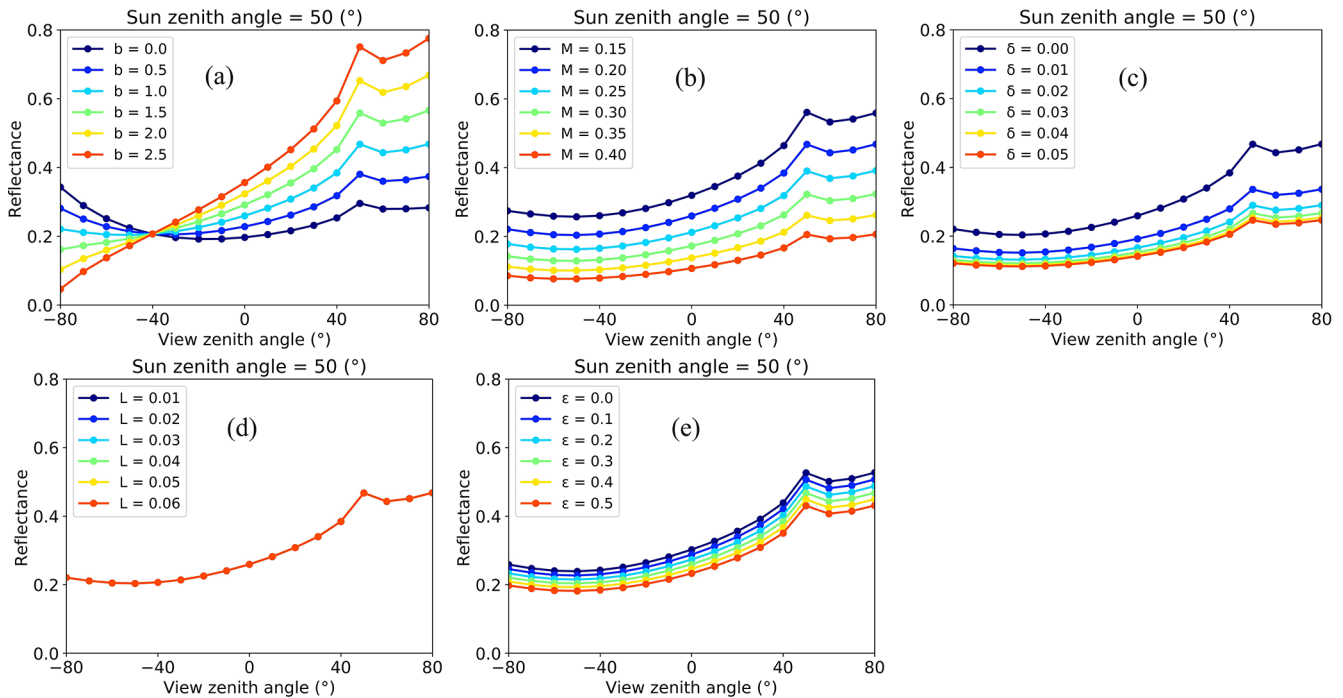 Sun zenith angle = 50 (°)
0.8
0.6
0.4
0.2
0.0
Reflectance
b = 0.0
b = 0.5
b = 1.0
b = 1.5
b = 2.0
b = 2.5
(a)
−80
−40
0
40
80
View zenith angle (°)
Sun zenith angle = 50 (°)
0.8
0.6
0.4
0.2
0.0
Reflectance
M = 0.15
M = 0.20
M = 0.25
M = 0.30
M = 0.35
M = 0.40
(b)
−80
−40
0
40
80
View zenith angle (°)
Sun zenith angle = 50 (°)
0.8
0.6
0.4
0.2
0.0
Reflectance
δ = 0.00
δ = 0.01
δ = 0.02
δ = 0.03
δ = 0.04
δ = 0.05
(c)
−80
−40
0
40
80
View zenith angle (°)
Sun zenith angle = 50 (°)
0.8
0.6
0.4
0.2
0.0
Reflectance
L = 0.01
L = 0.02
L = 0.03
L = 0.04
L = 0.05
L = 0.06
(d)
−80
−40
0
40
80
View zenith angle (°)
Sun zenith angle = 50 (°)
0.8
0.6
0.4
0.2
0.0
Reflectance
ε = 0.0
ε = 0.1
ε = 0.2
ε = 0.3
ε = 0.4
ε = 0.5
(e)
−80
−40
0
40
80
View zenith angle (°)